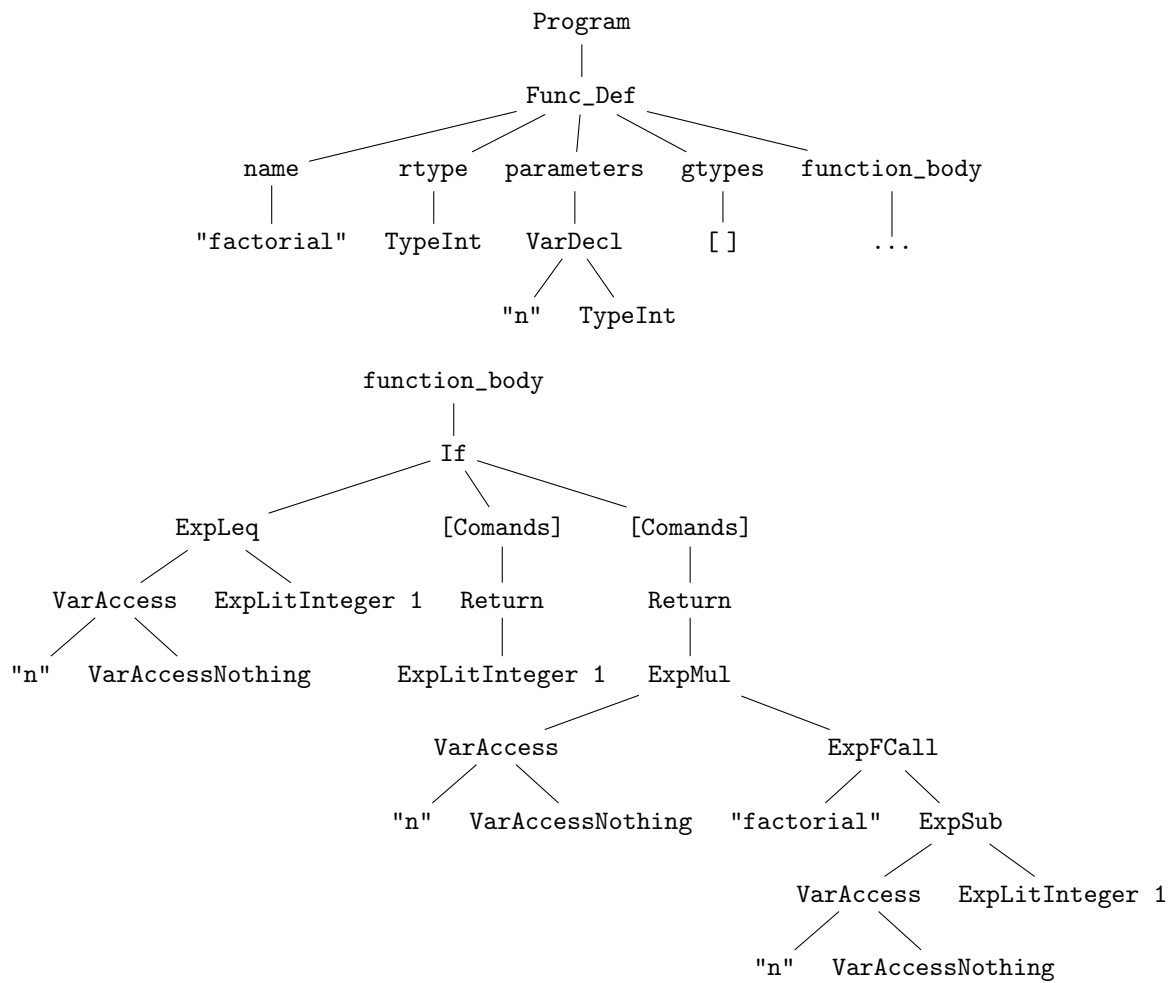 Program
Func_Def
name rtype parameters gtypes function_body
"factorial" TypeInt VarDecl [] ...
"n" TypeInt
function_body
If
ExpLeq [Comands] [Comands]
VarAccess ExpLitInteger 1 Return Return
"n" VarAccessNothing ExpLitInteger 1 ExpMul
VarAccess ExpFCall
"n" VarAccessNothing "factorial" ExpSub
VarAccess ExpLitInteger 1
"n" VarAccessNothing